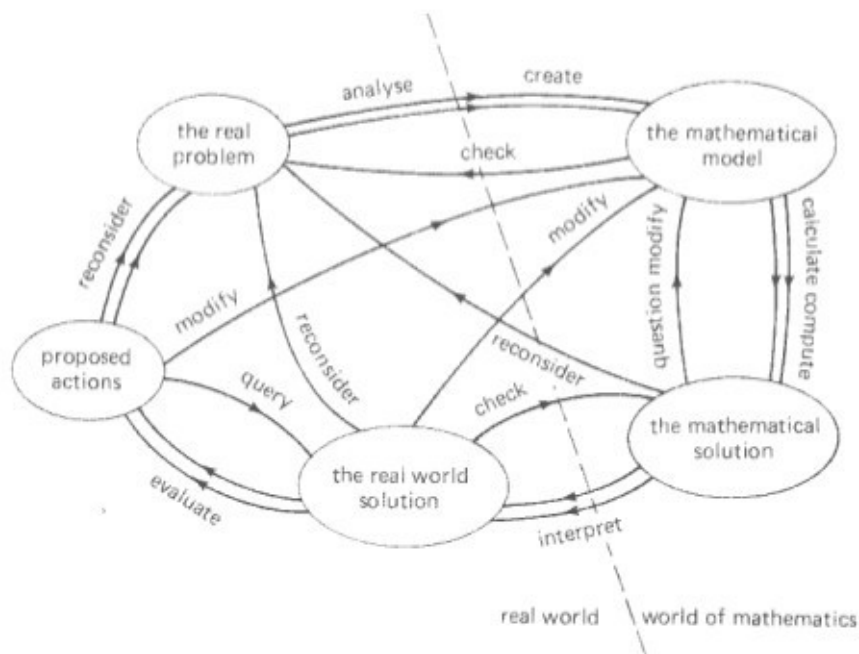 analyse
create
the real
problem
the mathematical
model
check
reconsider
modify
modify
question modify
calculate compute
proposed
actions
query
reconsider
reconsider
check
the mathematical
solution
the real world
solution
evaluate
interpret
real world
world of mathematics